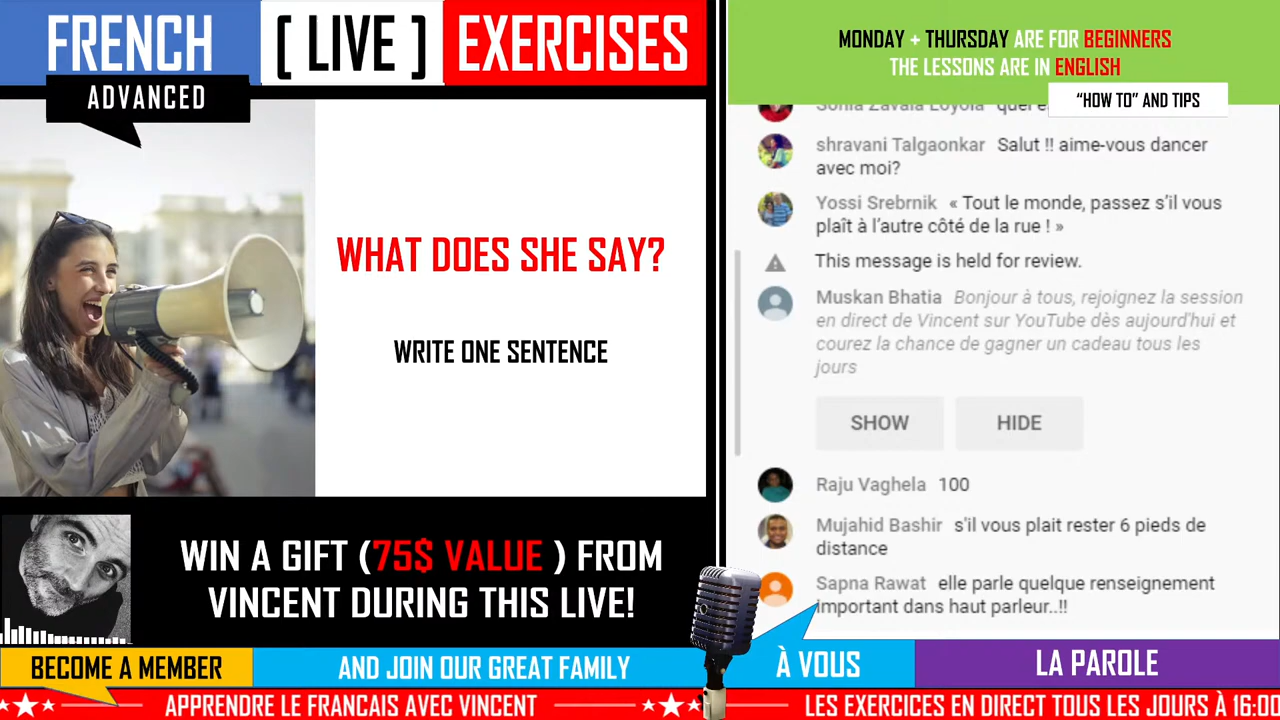 FRENCH [ LIVE ] EXERCISES
ADVANCED
WHAT DOES SHE SAY?
WRITE ONE SENTENCE
WIN A GIFT (75$ VALUE ) FROM
VINCENT DURING THIS LIVE!
MONDAY + THURSDAY ARE FOR BEGINNERS
THE LESSONS ARE IN ENGLISH
“HOW TO” AND TIPS
Sonia Zavala Loyola
shravani Talgaonkar Salut !! aime-vous dancer
avec moi?
Yossi Srebrnik « Tout le monde, passez s’il vous
plaît à l’autre côté de la rue ! »
This message is held for review.
Muskan Bhatia Bonjour à tous, rejoignez la session
en direct de Vincent sur YouTube dès aujourd'hui et
courez la chance de gagner un cadeau tous les
jours
SHOW HIDE
Raju Vaghela 100
Mujahid Bashir s'il vous plait rester 6 pieds de
distance
Sapna Rawat elle parle quelque renseignement
important dans haut parleur..!!
BECOME A MEMBER AND JOIN OUR GREAT FAMILY À VOUS LA PAROLE
APPRENDRE LE FRANCAIS AVEC VINCENT LES EXERCICES EN DIRECT TOUS LES JOURS À 16:00